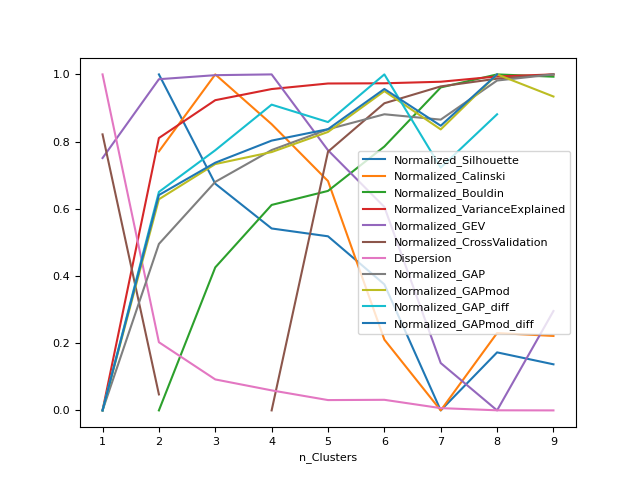 1.0
0.8
0.6
0.4
0.2
0.0
Normalized_Silhouette
Normalized_Calinski
Normalized_Bouldin
Normalized_VarianceExplained
Normalized_GEV
Normalized_CrossValidation
Dispersion
Normalized_GAP
Normalized_GAPmod
Normalized_GAP_diff
Normalized_GAPmod_diff
1 2 3 4 5 6 7 8 9
n_Clusters